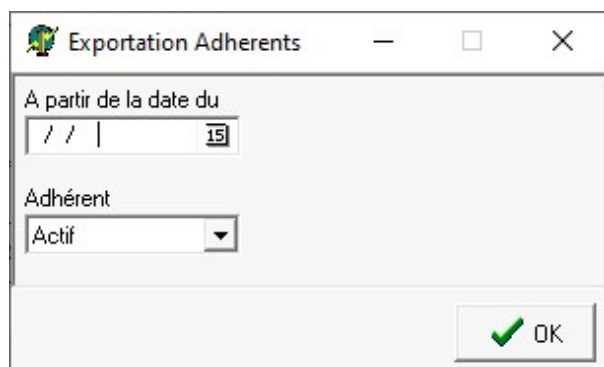 Exportation Adherents
A partir de la date du
/ /
15
Adhérent
Actif
OK